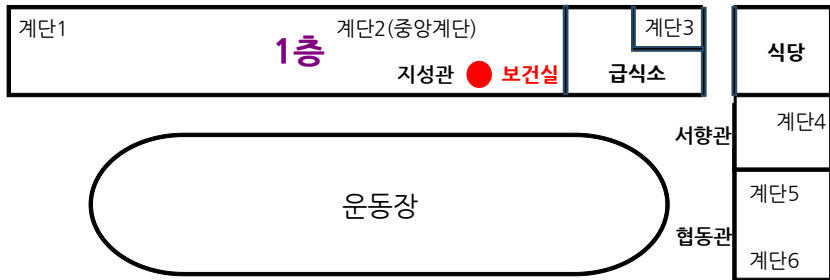 계단1
계단2(중앙계단)
계단3
1층
지성관
보건실
급식소
식당
서향관
계단4
운동장
계단5
협동관
계단6